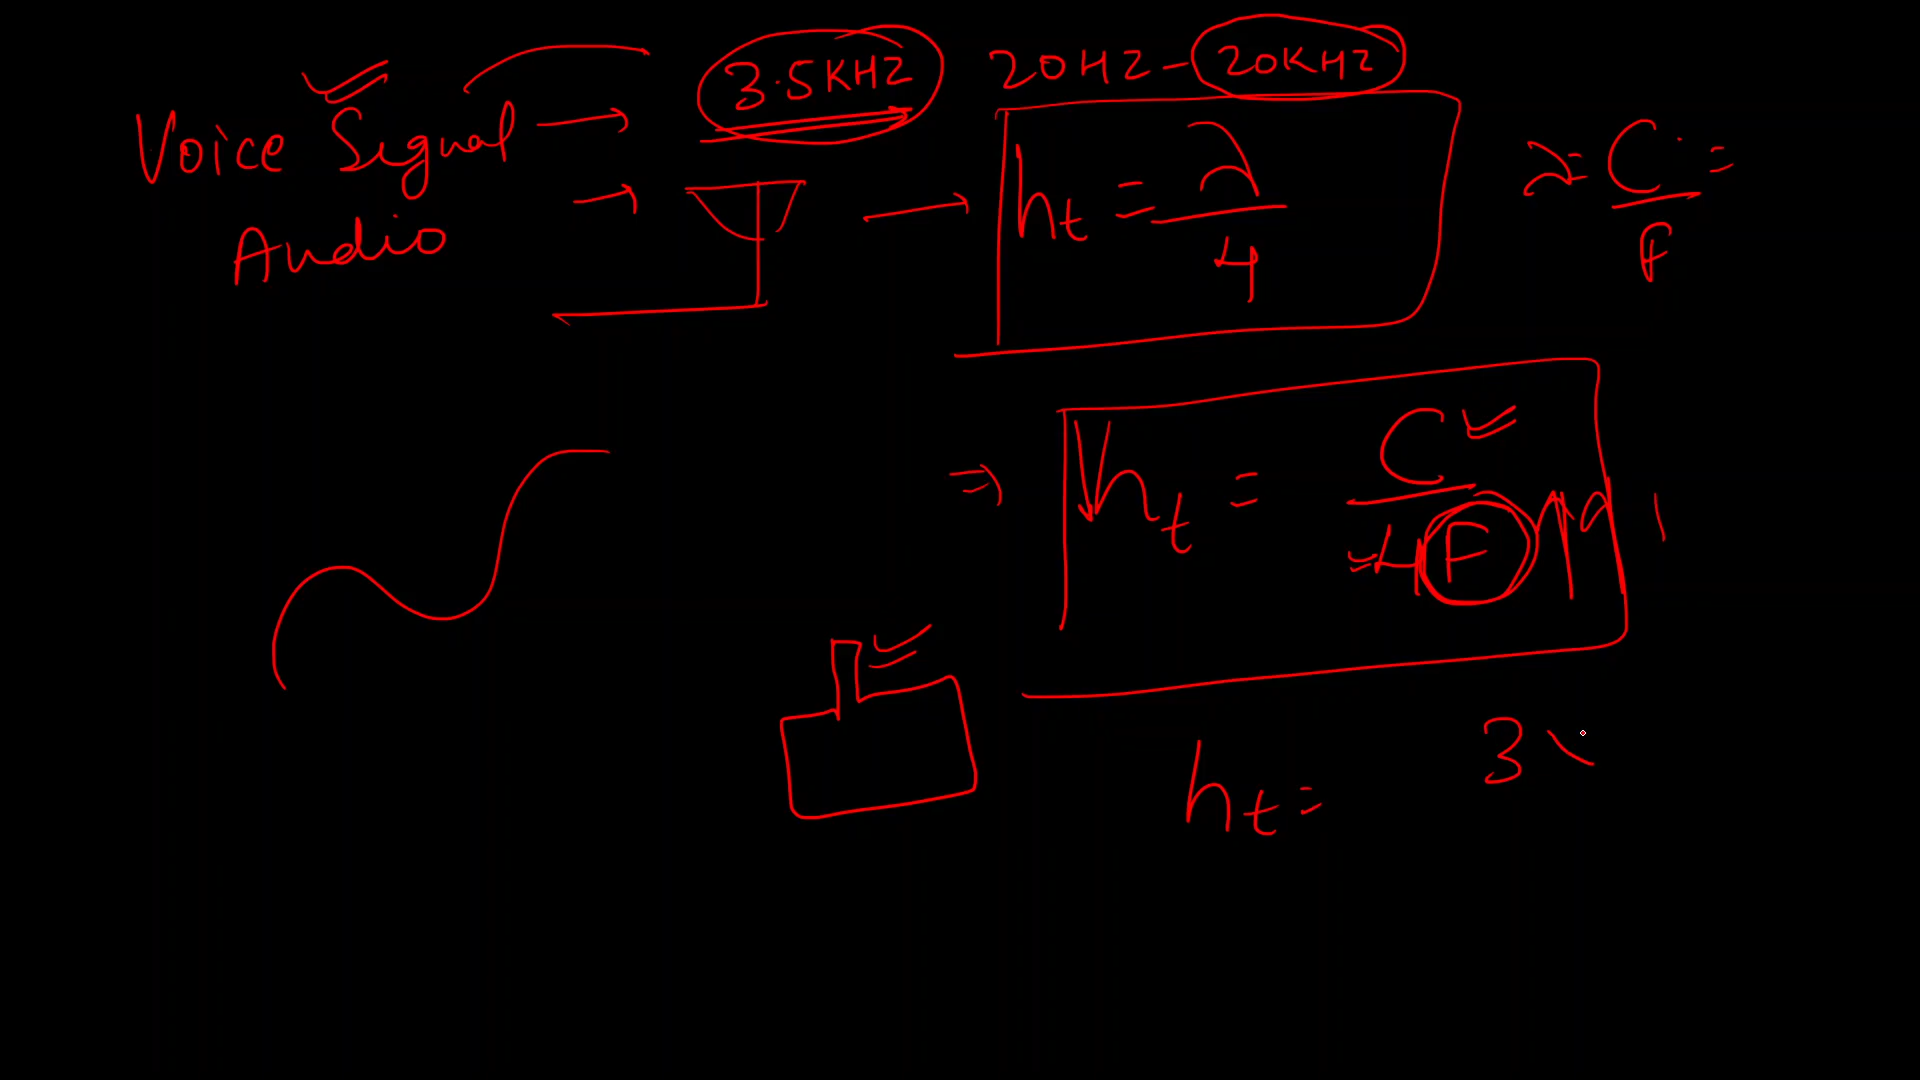 Voice Signal → 3.5KHZ 20HZ - 20KHZ
Audio → → ht = λ/4 λ = C/F =
⇒ ht = C/4F
ht = 3 ×